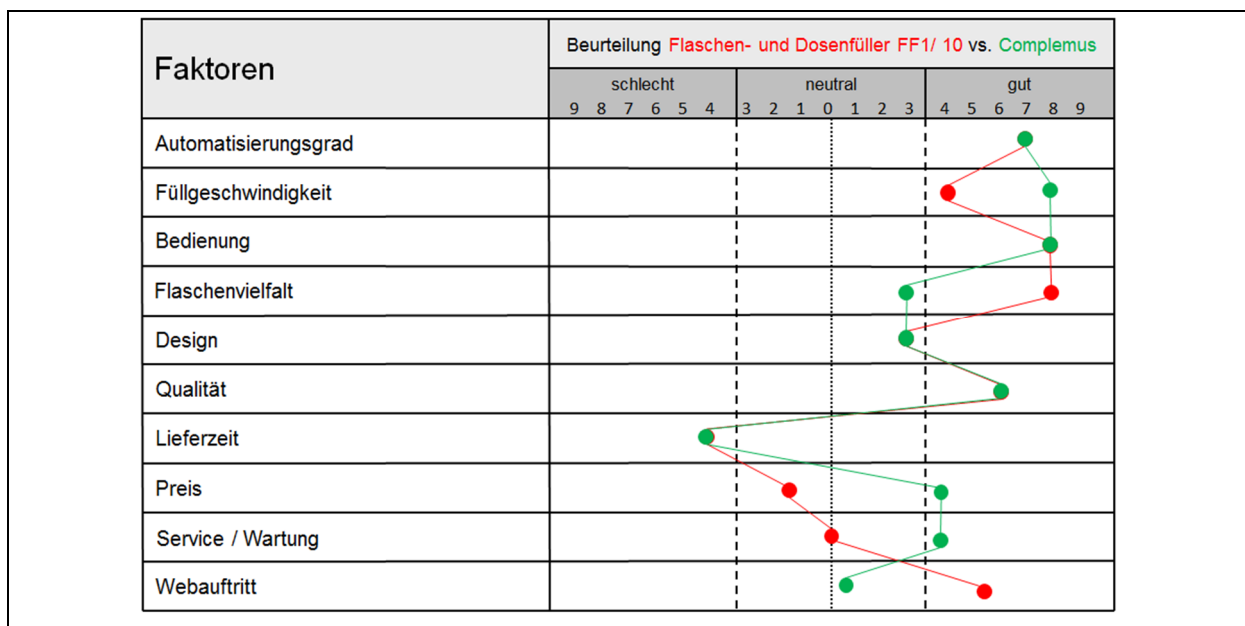 Faktoren
Beurteilung Flaschen- und Dosenfüller FF1/ 10 vs. Complemus
schlecht neutral gut
9 8 7 6 5 4 3 2 1 0 1 2 3 4 5 6 7 8 9
Automatisierungsgrad
Füllgeschwindigkeit
Bedienung
Flaschenvielfalt
Design
Qualität
Lieferzeit
Preis
Service / Wartung
Webauftritt